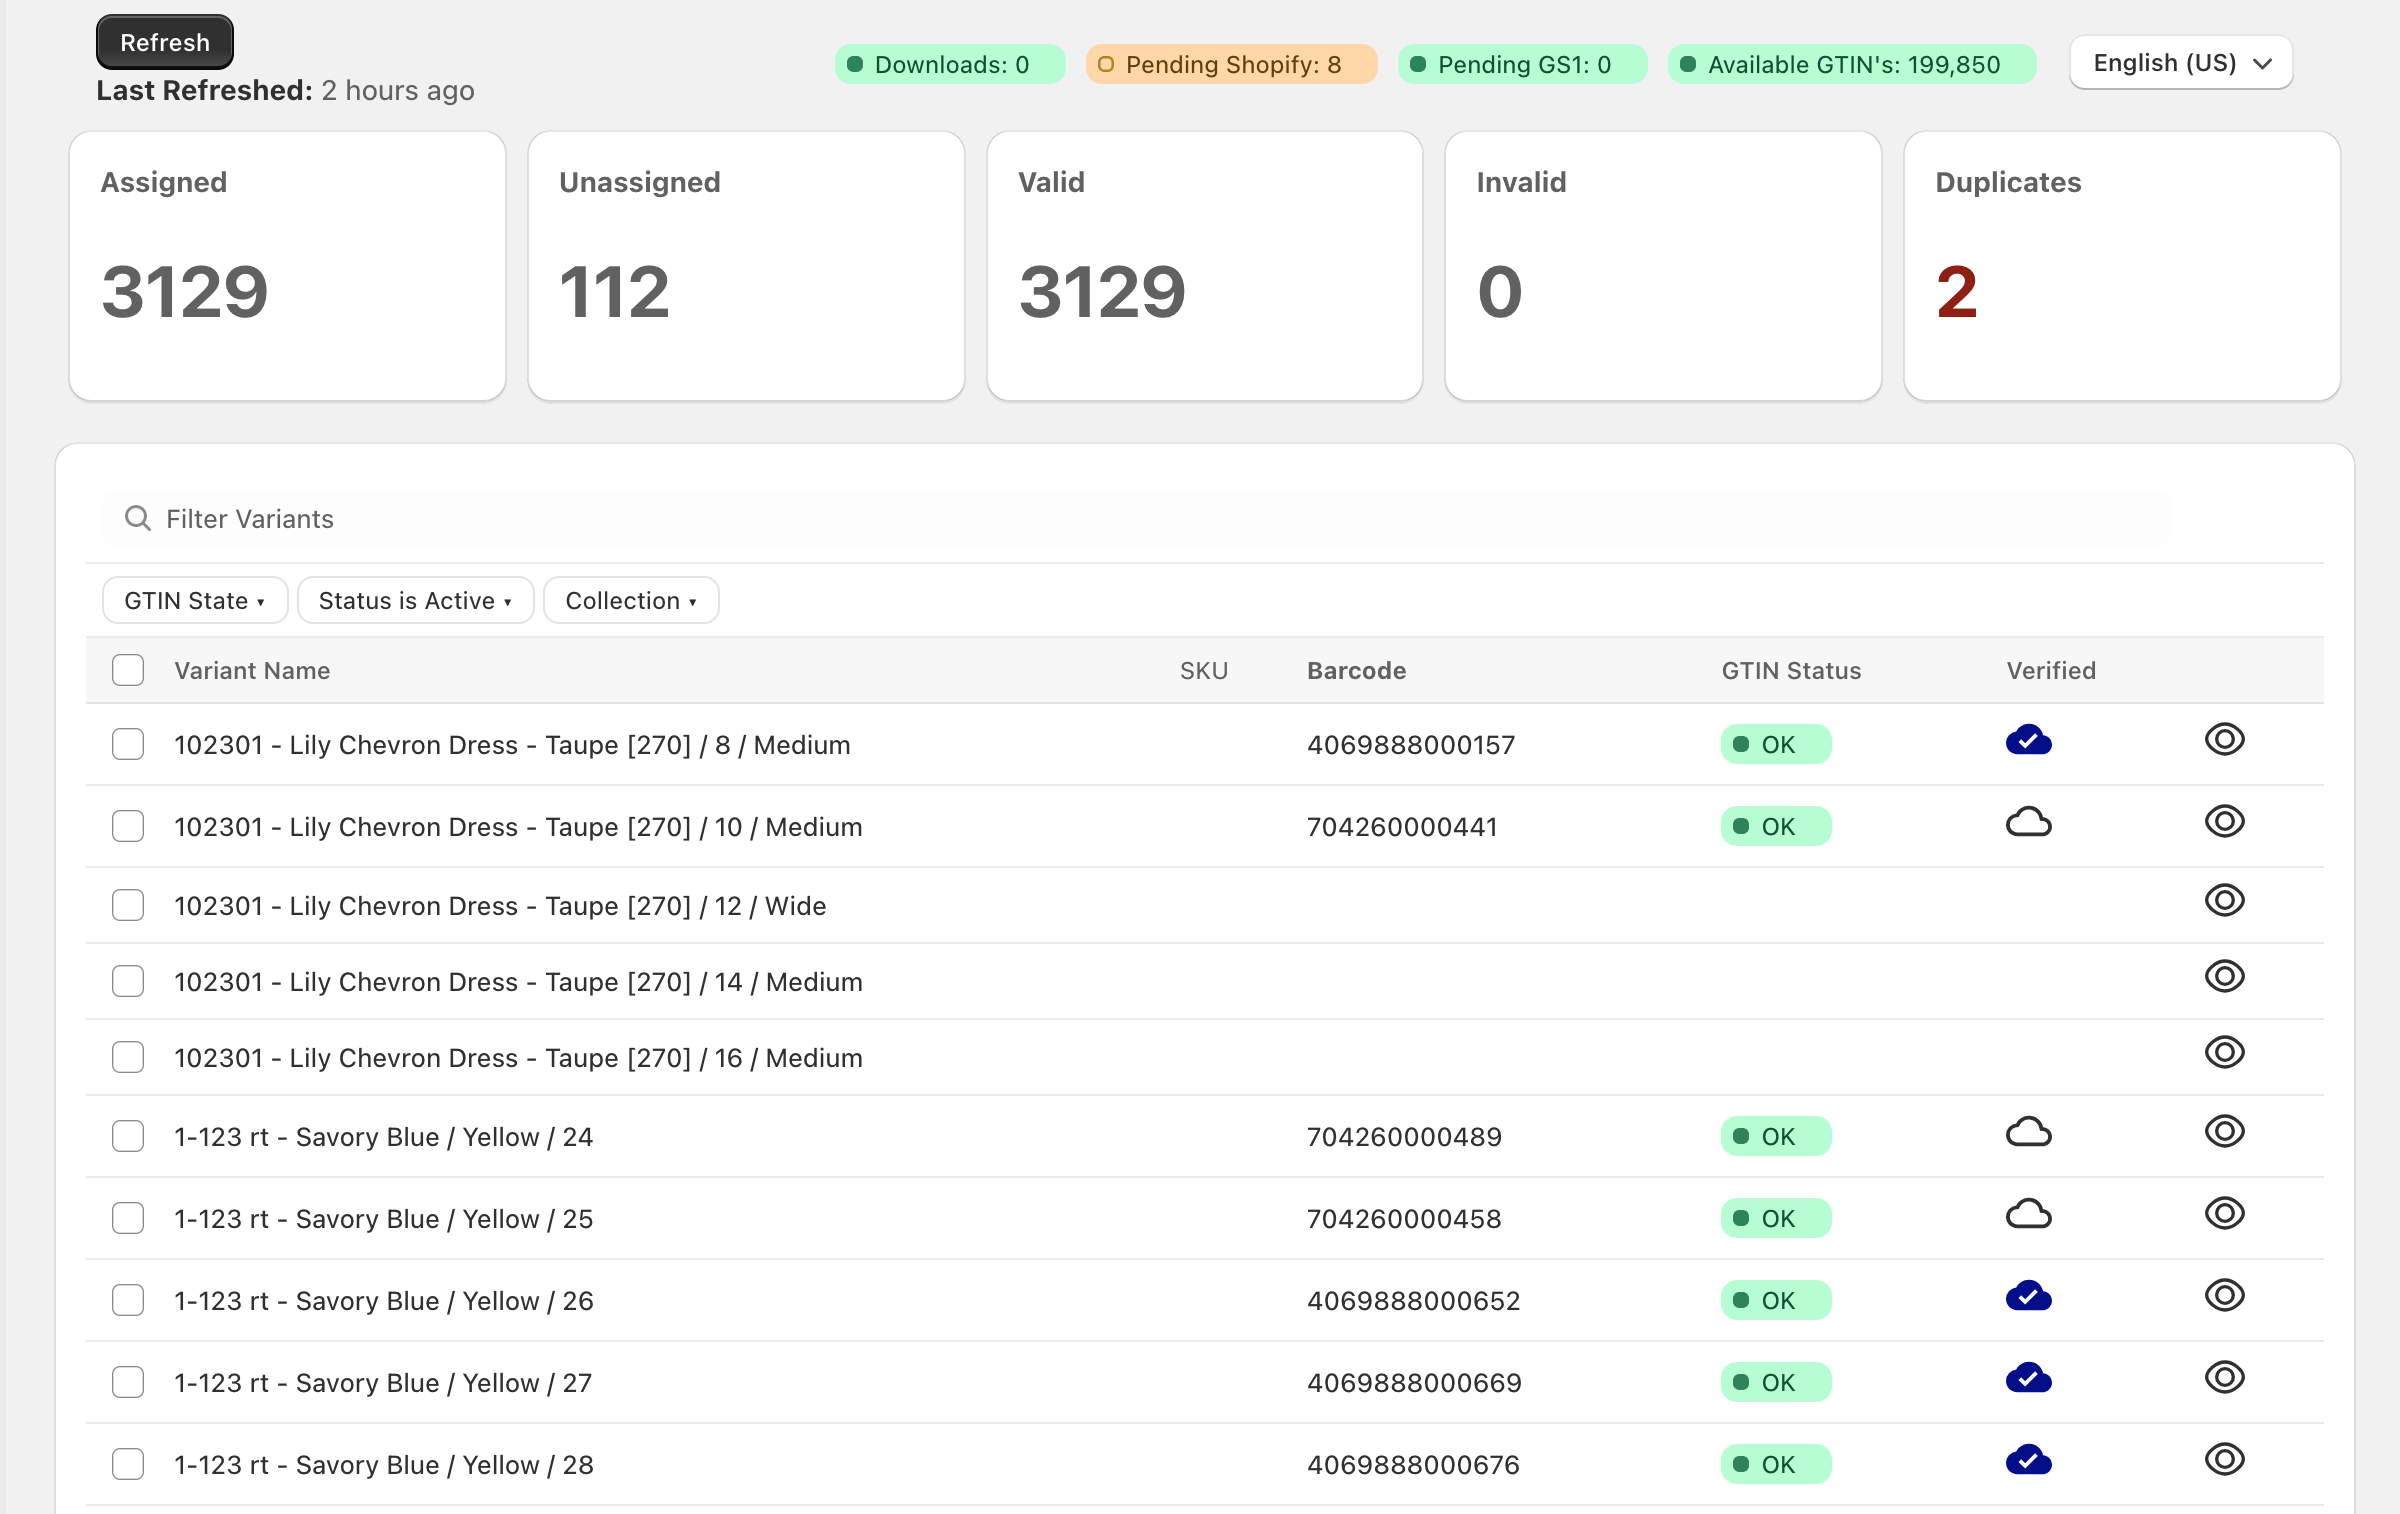 Refresh
Last Refreshed: 2 hours ago
Downloads: 0
Pending Shopify: 8
Pending GS1: 0
Available GTIN's: 199,850
English (US)
Assigned
3129
Unassigned
112
Valid
3129
Invalid
0
Duplicates
2
Filter Variants
GTIN State ▾ Status is Active ▾ Collection ▾
Variant Name SKU Barcode GTIN Status Verified
102301 - Lily Chevron Dress - Taupe [270] / 8 / Medium 4069888000157 OK
102301 - Lily Chevron Dress - Taupe [270] / 10 / Medium 704260000441 OK
102301 - Lily Chevron Dress - Taupe [270] / 12 / Wide
102301 - Lily Chevron Dress - Taupe [270] / 14 / Medium
102301 - Lily Chevron Dress - Taupe [270] / 16 / Medium
1-123 rt - Savory Blue / Yellow / 24 704260000489 OK
1-123 rt - Savory Blue / Yellow / 25 704260000458 OK
1-123 rt - Savory Blue / Yellow / 26 4069888000652 OK
1-123 rt - Savory Blue / Yellow / 27 4069888000669 OK
1-123 rt - Savory Blue / Yellow / 28 4069888000676 OK